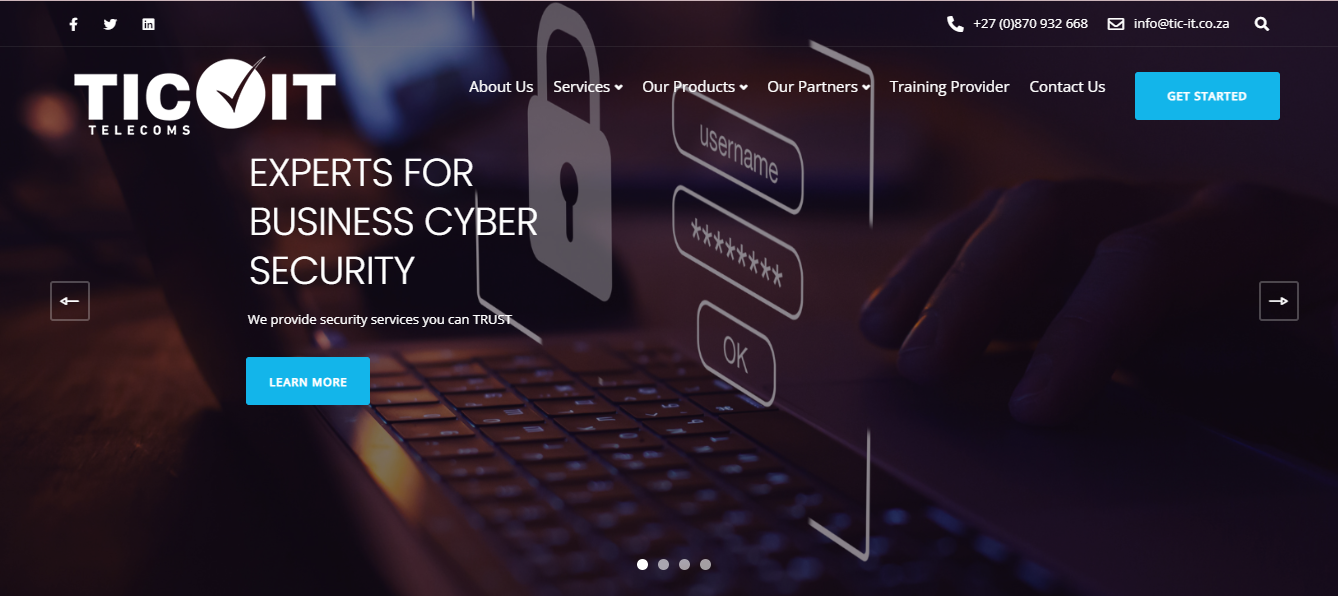 +27 (0)870 932 668 info@tic-it.co.za
TIC IT
TELECOMS
About Us Services Our Products Our Partners Training Provider Contact Us GET STARTED
EXPERTS FOR
BUSINESS CYBER
SECURITY
We provide security services you can TRUST
LEARN MORE
username
********
OK